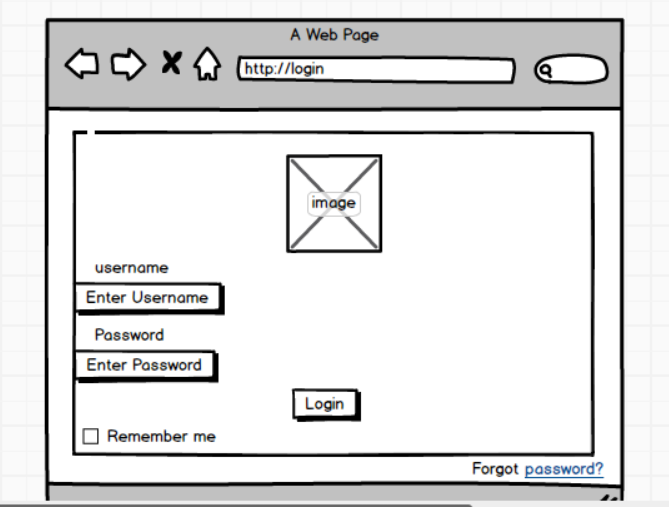 A Web Page
http://login
image
username
Enter Username
Password
Enter Password
Login
Remember me
Forgot password?